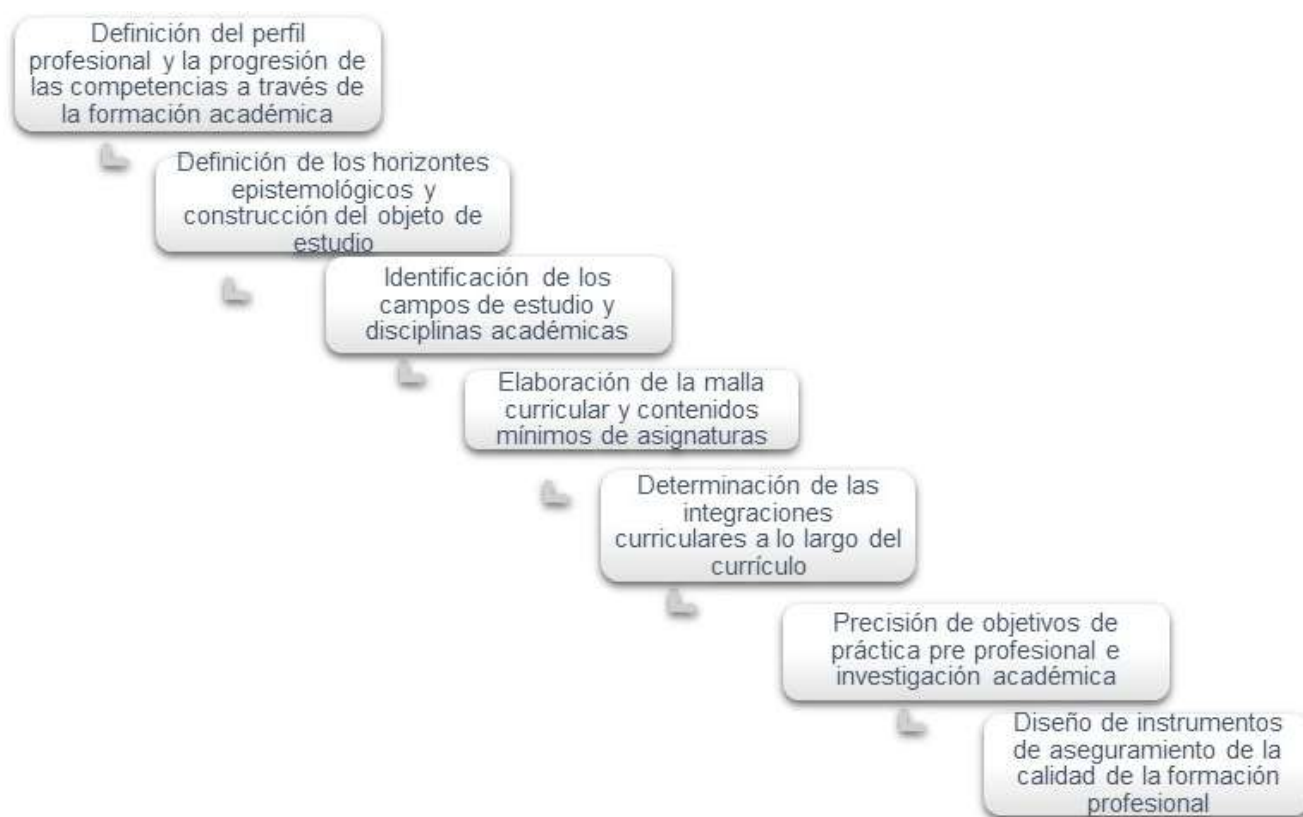 Definición del perfil
profesional y la progresión de
las competencias a través de
la formación académica
Definición de los horizontes
epistemológicos y
construcción del objeto de
estudio
Identificación de los
campos de estudio y
disciplinas académicas
Elaboración de la malla
curricular y contenidos
mínimos de asignaturas
Determinación de las
integraciones
curriculares a lo largo del
currículo
Precisión de objetivos de
práctica pre profesional e
investigación académica
Diseño de instrumentos
de aseguramiento de la
calidad de la formación
profesional